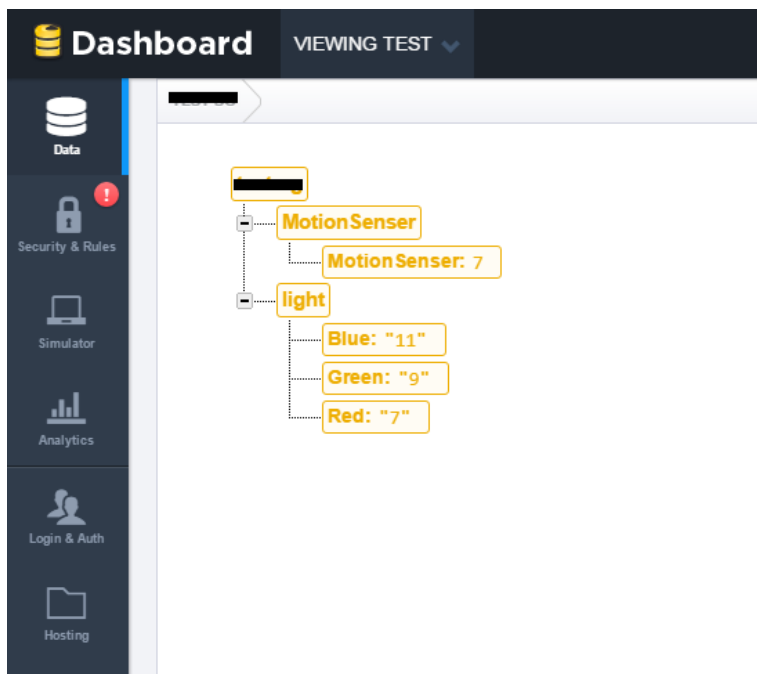 Dashboard
VIEWING TEST
Data
Security & Rules
Simulator
Analytics
Login & Auth
Hosting
MotionSenser
MotionSenser: 7
light
Blue: "11"
Green: "9"
Red: "7"